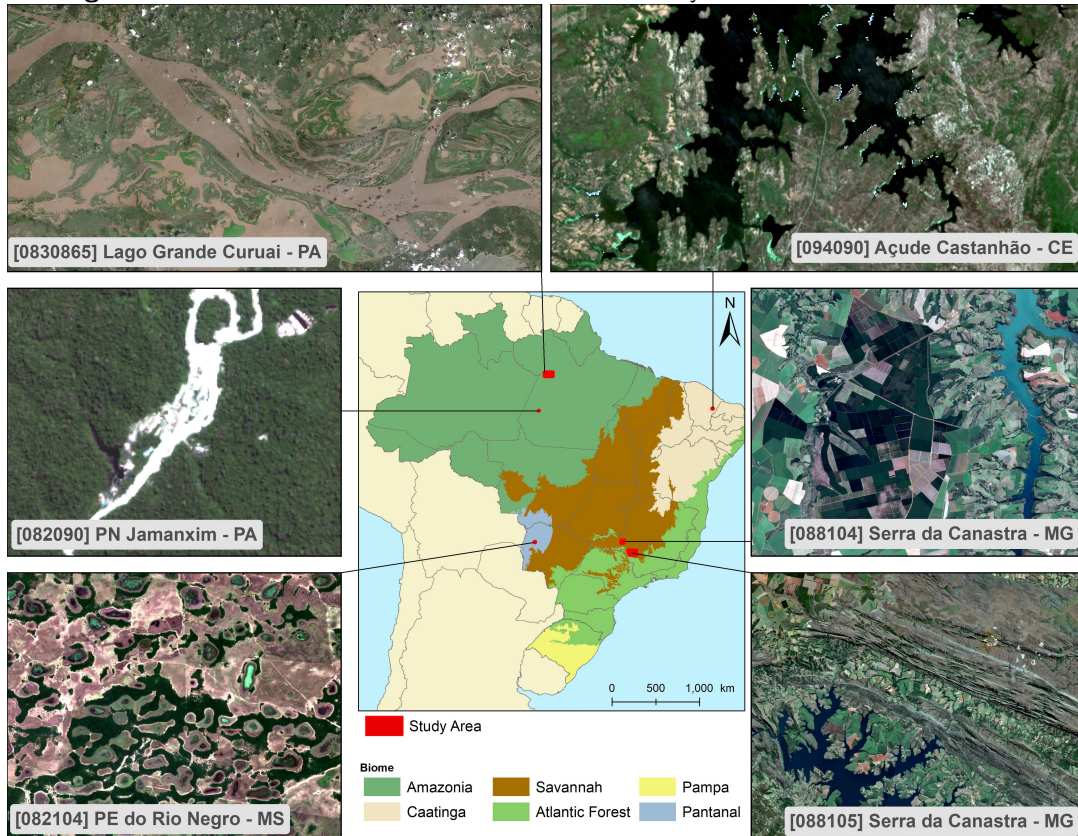 [0830865] Lago Grande Curuai - PA
[094090] Açude Castanhão - CE
[082090] PN Jamanxim - PA
N
[088104] Serra da Canastra - MG
0 500 1,000 km
[082104] PE do Rio Negro - MS
Study Area
Biome
Amazonia Savannah Pampa
Caatinga Atlantic Forest Pantanal
[088105] Serra da Canastra - MG